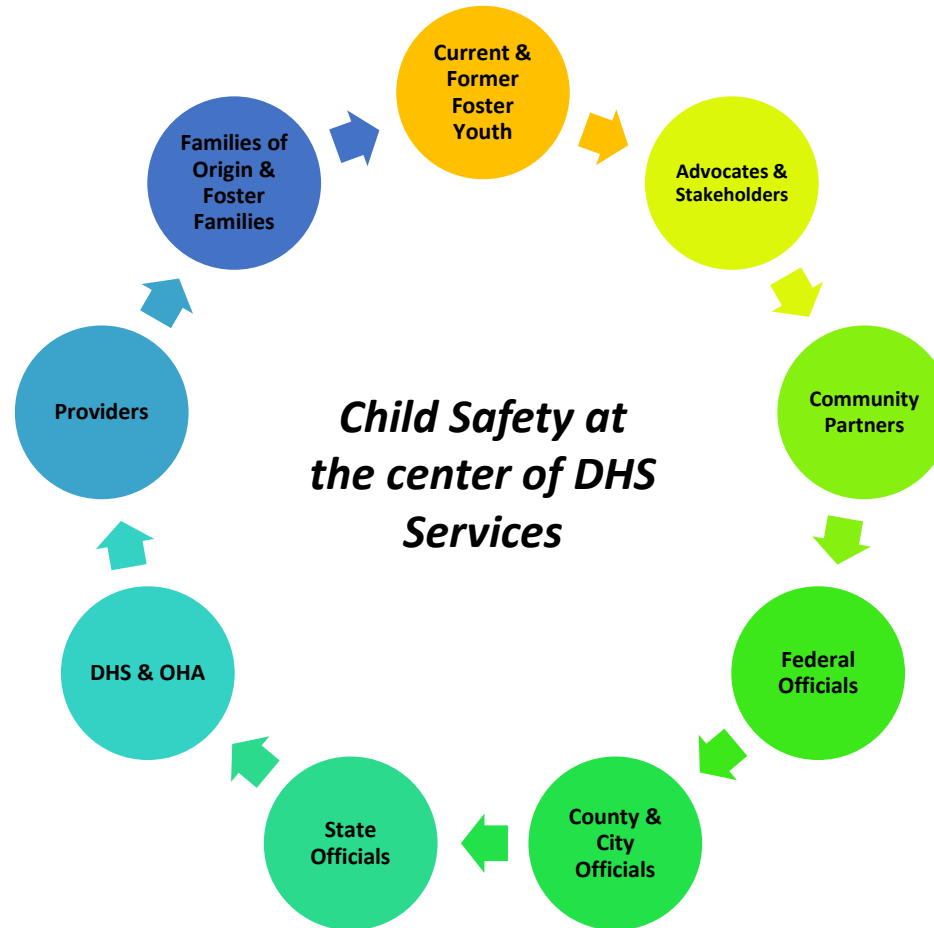 Current &
Former
Foster
Youth
Advocates &
Stakeholders
Community
Partners
Federal
Officials
County &
City
Officials
State
Officials
DHS & OHA
Providers
Families of
Origin &
Foster
Families
Child Safety at
the center of DHS
Services